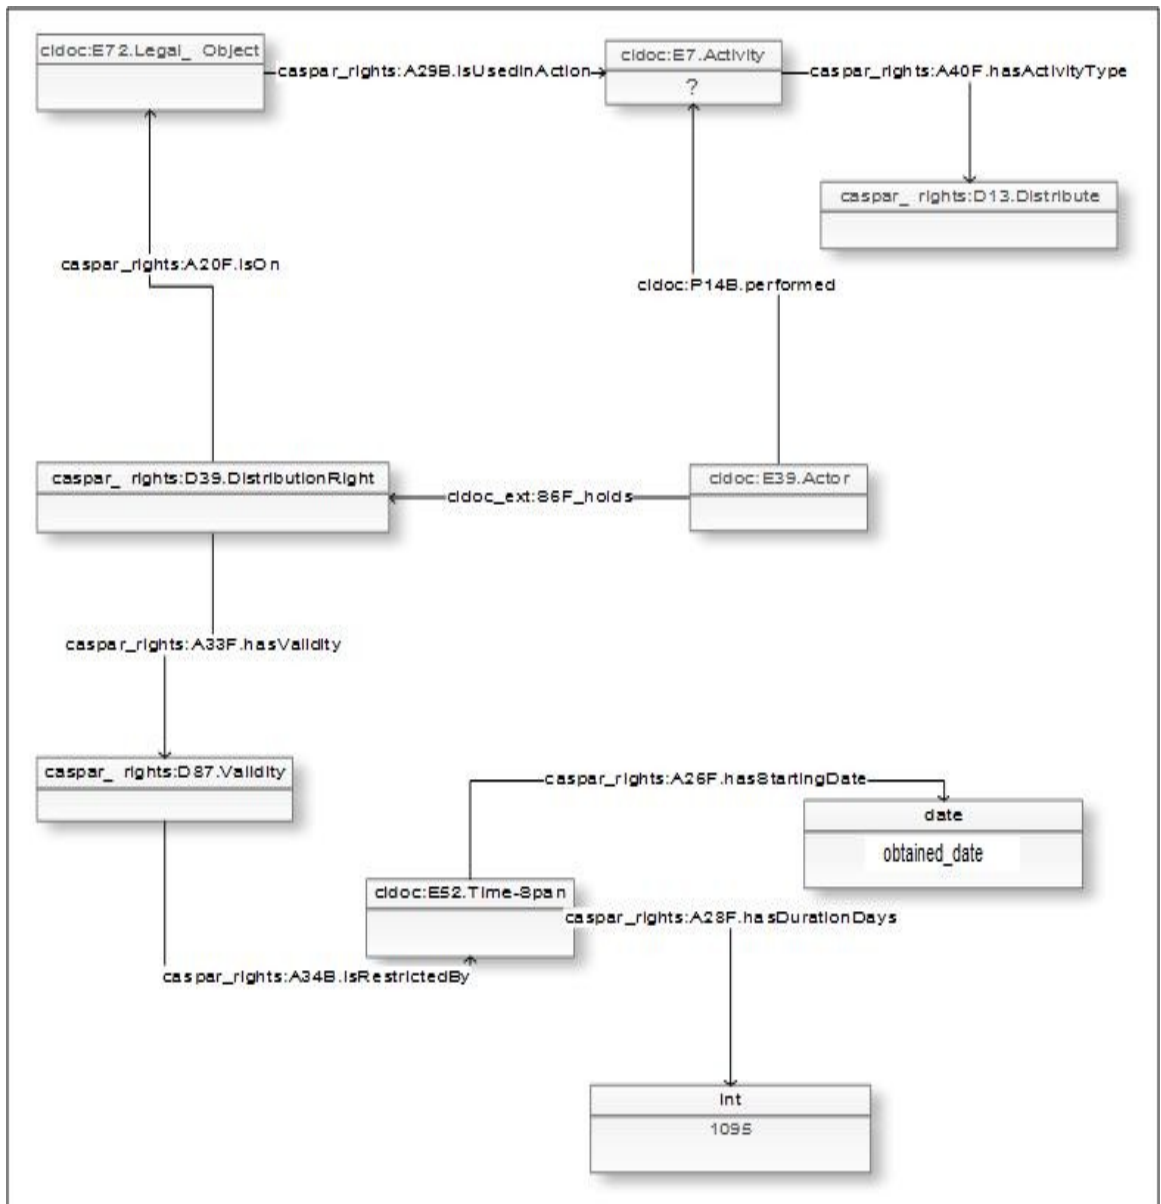 cidoc:E72.Legal_ Object
caspar_rights:A29B.isUsedInAction
cidoc:E7.Activity
?
caspar_rights:A40F.hasActivityType
caspar_ rights:D13.Distribute
caspar_rights:A20F.isOn
cidoc:P14B.performed
caspar_ rights:D39.DistributionRight
cidoc_ext:S6F_holds
cidoc:E39.Actor
caspar_rights:A33F.hasValidity
caspar_ rights:D87.Validity
caspar_rights:A26F.hasStartingDate
date
obtained_date
cidoc:E52.Time-Span
caspar_rights:A28F.hasDurationDays
caspar_rights:A34B.isRestrictedBy
int
1095